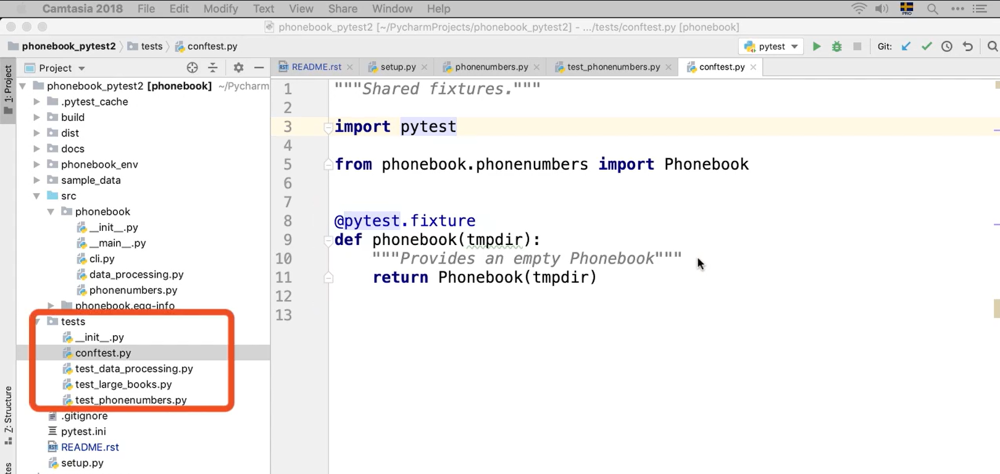 Camtasia 2018 File Edit Modify Text View Share Window Help PRO
phonebook_pytest2 [~/PycharmProjects/phonebook_pytest2] - .../tests/conftest.py [phonebook]
phonebook_pytest2 tests conftest.py pytest Git:
1: Project
Project
README.rst setup.py phonenumbers.py test_phonenumbers.py conftest.py
phonebook_pytest2 [phonebook] ~/Pycharm
.pytest_cache
build
dist
docs
phonebook_env
sample_data
src
phonebook
__init__.py
__main__.py
cli.py
data_processing.py
phonenumbers.py
phonebook.egg-info
tests
__init__.py
conftest.py
test_data_processing.py
test_large_books.py
test_phonenumbers.py
.gitignore
pytest.ini
README.rst
setup.py
Z: Structure
1 """Shared fixtures."""
2
3 import pytest
4
5 from phonebook.phonenumbers import Phonebook
6
7
8 @pytest.fixture
9 def phonebook(tmpdir):
10 """Provides an empty Phonebook"""
11 return Phonebook(tmpdir)
12
13